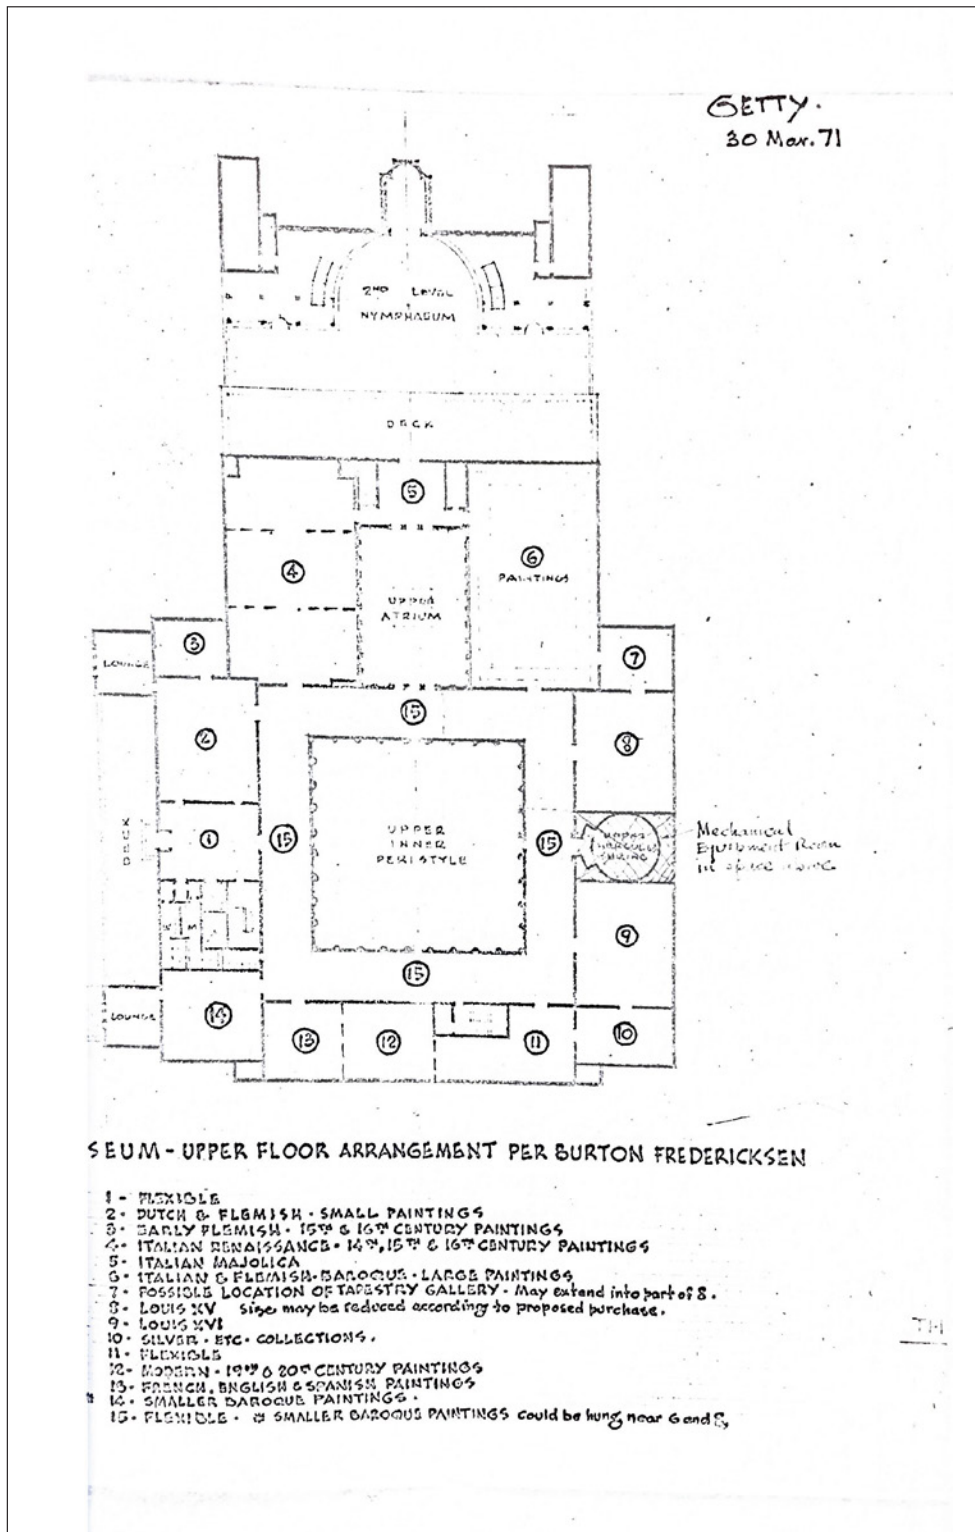 GETTY.
30 Mar. 71
2ND LEVEL
NYMPHAEUM
DECK
5
4
6
PAINTINGS
UPPER
ATRIUM
3
LOUNGE
7
15
2
8
DECK
1
15
UPPER
INNER
PERISTYLE
15
UPPER
HERCULES
SHRINE
Mechanical
Equipment Room
in space above
W M
9
15
LOUNGE
14
13
12
11
10
SEUM - UPPER FLOOR ARRANGEMENT PER BURTON FREDERICKSEN
1 - FLEXIBLE
2 - DUTCH & FLEMISH - SMALL PAINTINGS
3 - EARLY FLEMISH - 15TH & 16TH CENTURY PAINTINGS
4 - ITALIAN RENAISSANCE - 14TH, 15TH & 16TH CENTURY PAINTINGS
5 - ITALIAN MAJOLICA
6 - ITALIAN & FLEMISH - BAROQUE - LARGE PAINTINGS
7 - POSSIBLE LOCATION OF TAPESTRY GALLERY - May extend into part of 8.
8 - LOUIS XV Size may be reduced according to proposed purchase.
9 - LOUIS XVI
10 - SILVER - ETC - COLLECTIONS.
11 - FLEXIBLE
12 - MODERN - 19TH & 20TH CENTURY PAINTINGS
13 - FRENCH, ENGLISH & SPANISH PAINTINGS
* 14 - SMALLER BAROQUE PAINTINGS.
15 - FLEXIBLE - * SMALLER BAROQUE PAINTINGS could be hung near 6 and 8,